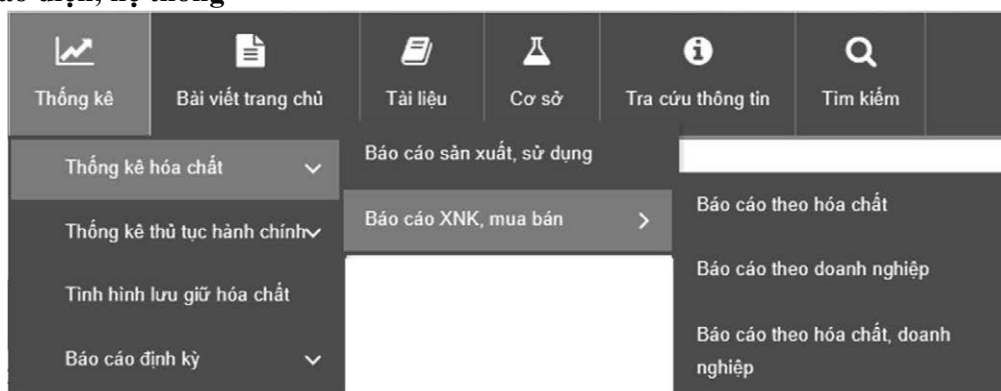 hệ thống
Thống kê
Bài viết trang chủ
Tài liệu
Cơ sở
Tra cứu thông tin
Tìm kiếm
Thống kê hóa chất
Thống kê thủ tục hành chính
Tình hình lưu giữ hóa chất
Báo cáo định kỳ
Báo cáo sản xuất, sử dụng
Báo cáo XNK, mua bán
Báo cáo theo hóa chất
Báo cáo theo doanh nghiệp
Báo cáo theo hóa chất, doanh
nghiệp